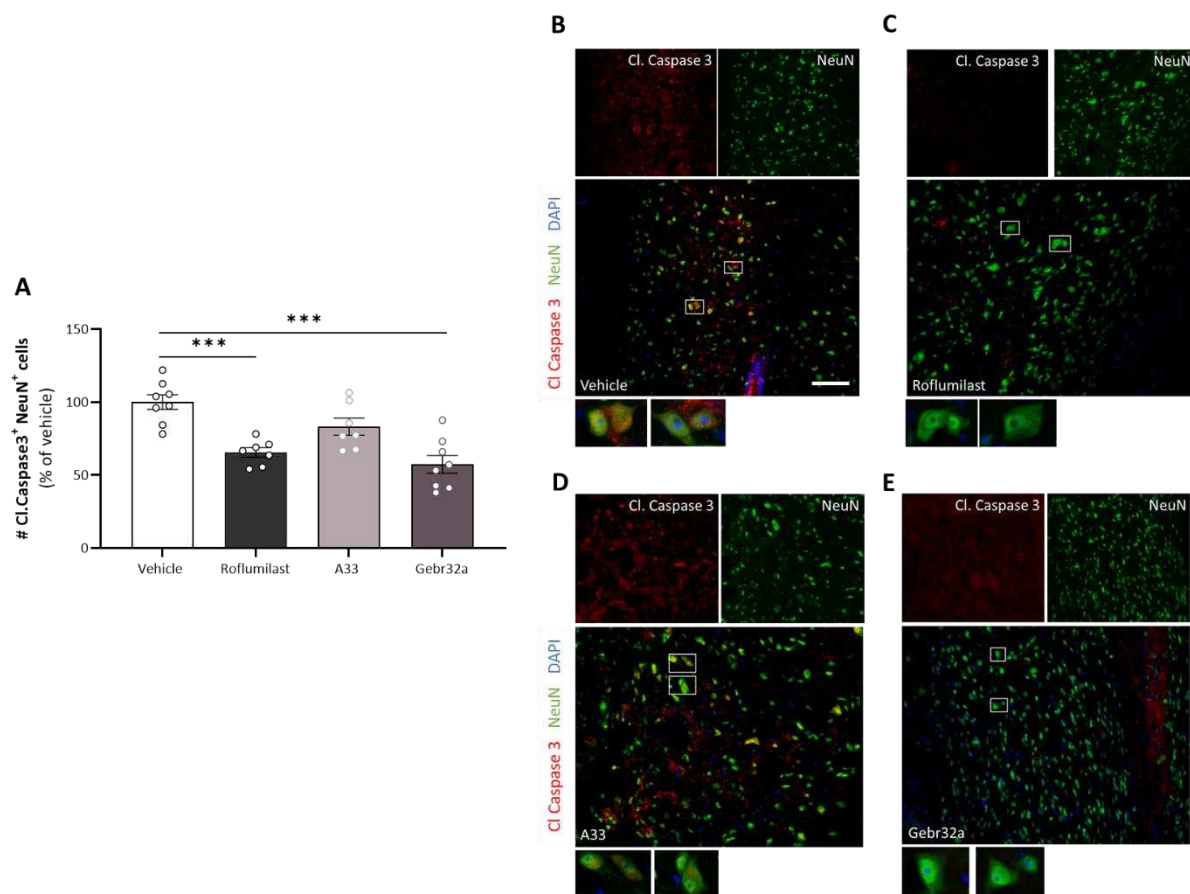 A
# Cl.Caspase3+ NeuN+ cells
(% of vehicle)
150
100
50
0
***
***
Vehicle
Roflumilast
A33
Gebr32a
B
Cl. Caspase 3
NeuN
Cl Caspase 3 NeuN DAPI
Vehicle
C
Cl. Caspase 3
NeuN
Roflumilast
D
Cl. Caspase 3
NeuN
Cl Caspase 3 NeuN DAPI
A33
E
Cl. Caspase 3
NeuN
Gebr32a